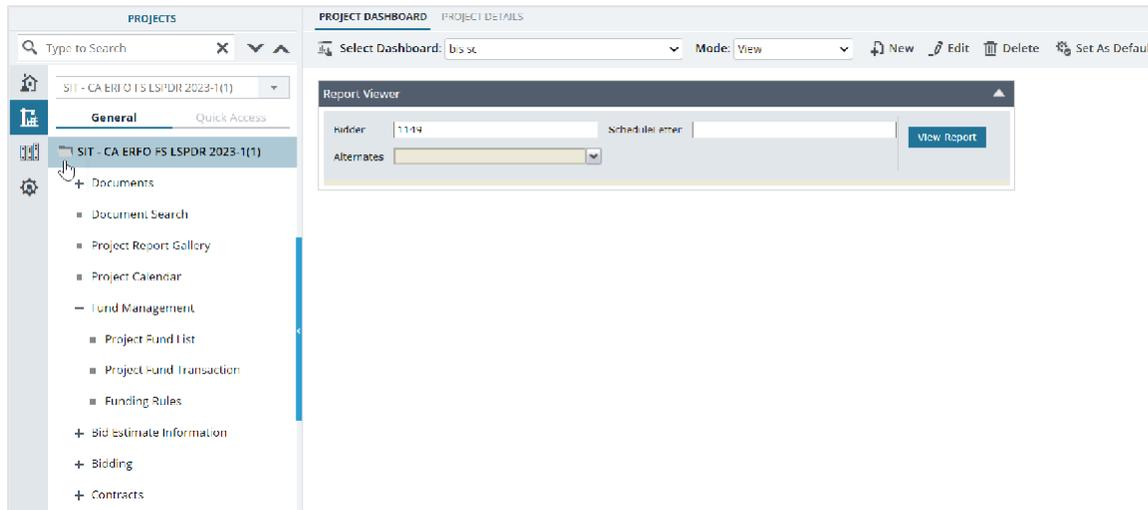 PROJECTS
PROJECT DASHBOARD PROJECT DETAILS
Type to Search
Select Dashboard: bis sc Mode: View New Edit Delete Set As Defaul
SIT - CA ERFO FS LSPDR 2023-1(1)
General Quick Access
Report Viewer
Bidder 1149 ScheduleLetter View Report
Alternates
SIT - CA ERFO FS LSPDR 2023-1(1)
Documents
Document Search
Project Report Gallery
Project Calendar
Fund Management
Project Fund List
Project Fund Transaction
Funding Rules
Bid Estimate Information
Bidding
Contracts